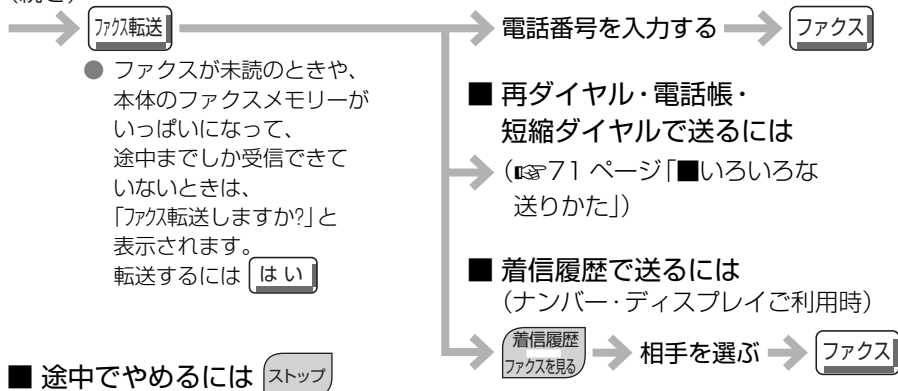 ファクス転送
● ファクスが未読のときや、
本体のファクスメモリーが
いっぱいになって、
途中までしか受信できて
いないときは、
「ファクス転送しますか?」と
表示されます。
転送するには はい
■ 途中でやめるには ストップ
電話番号を入力する ファクス
■ 再ダイヤル・電話帳・
短縮ダイヤルで送るには
(☞71 ページ「■いろいろな
送りかた」)
■ 着信履歴で送るには
(ナンバー・ディスプレイご利用時)
着信履歴
ファクスを見る 相手を選ぶ ファクス